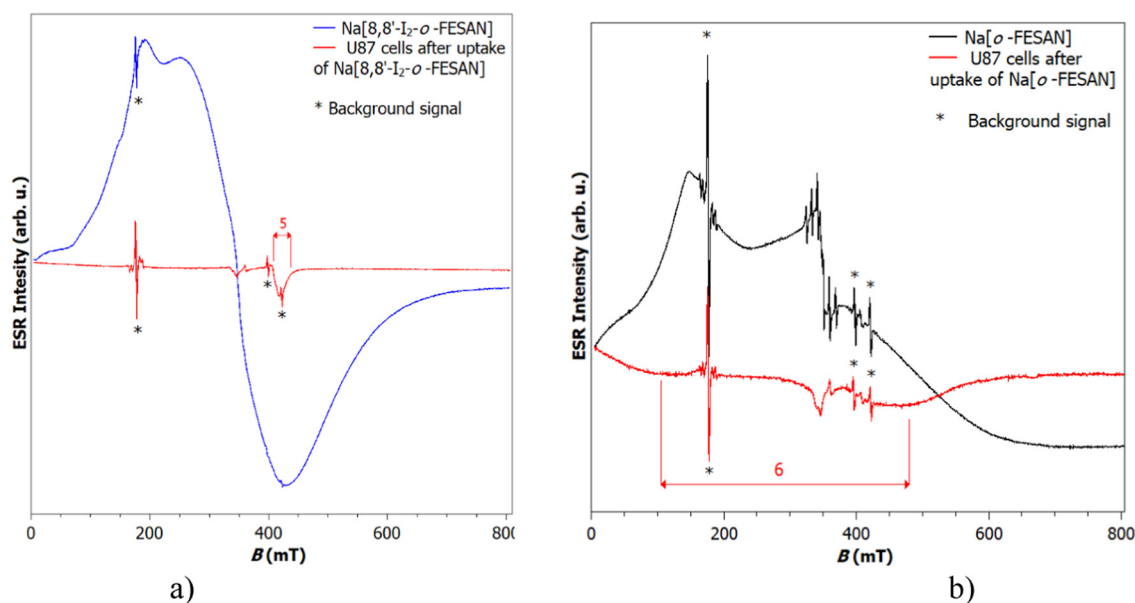 Na[8,8'-I₂-o -FESAN]
U87 cells after uptake
of Na[8,8'-I₂-o -FESAN]
*
* Background signal
5
*
*
*
ESR Intesity (arb. u.)
0
200
400
600
800
B (mT)
a)
*
Na[o -FESAN]
U87 cells after
uptake of Na[o -FESAN]
* Background signal
* *
* *
*
6
ESR Intensity (arb. u.)
0
200
400
600
800
B (mT)
b)